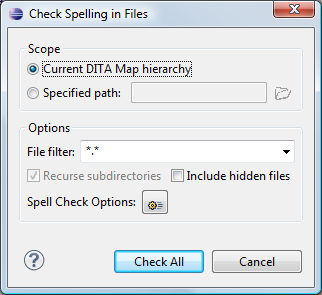 Check Spelling in Files
Scope
Current DITA Map hierarchy
Specified path:
Options
File filter: *.*
Recurse subdirectories Include hidden files
Spell Check Options:
? Check All Cancel